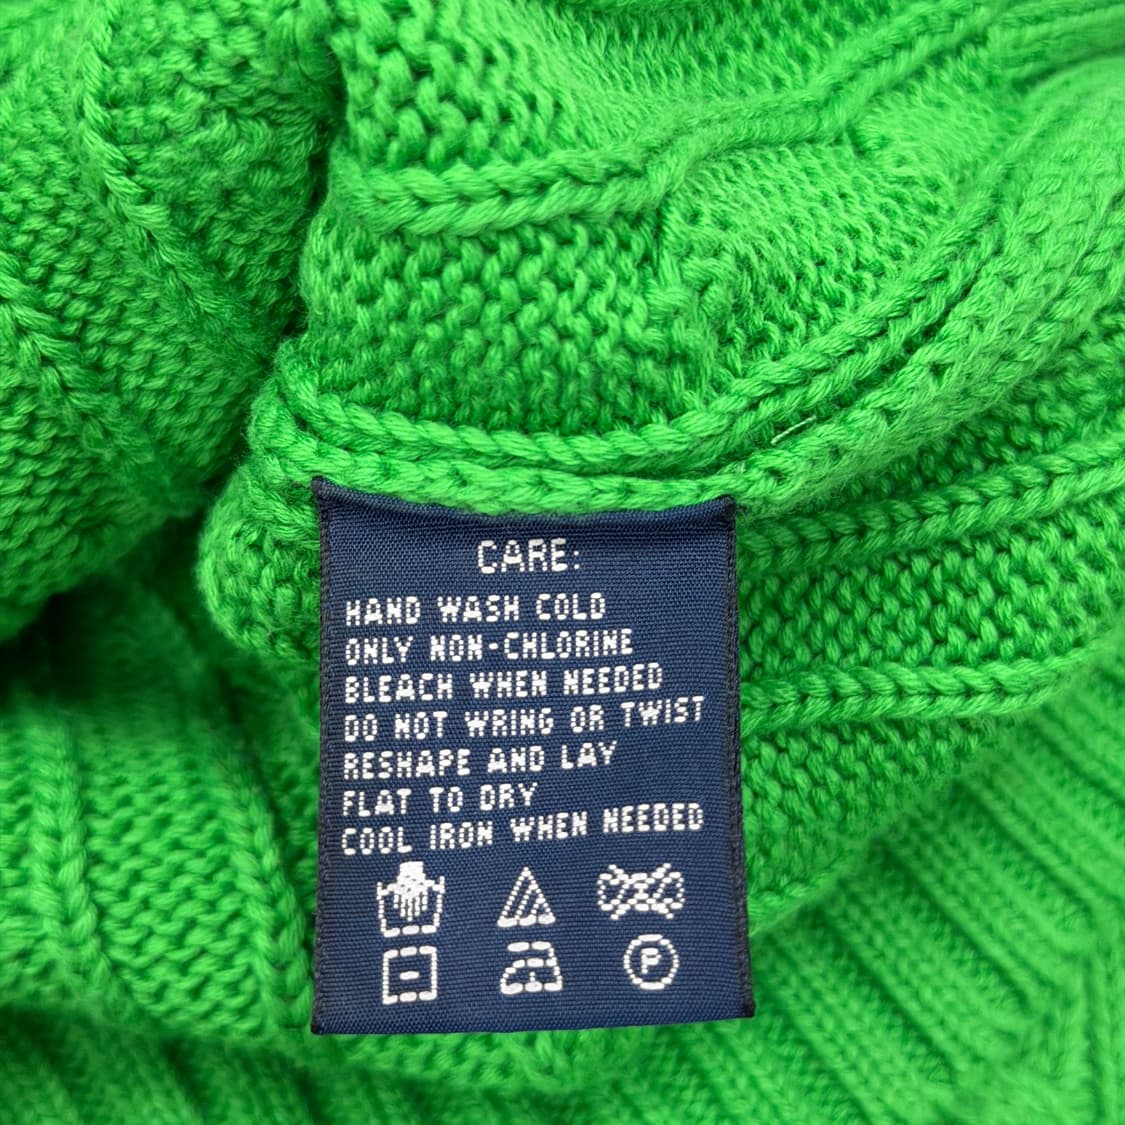 CARE:
HAND WASH COLD
ONLY NON-CHLORINE
BLEACH WHEN NEEDED
DO NOT WRING OR TWIST
RESHAPE AND LAY
FLAT TO DRY
COOL IRON WHEN NEEDED
P